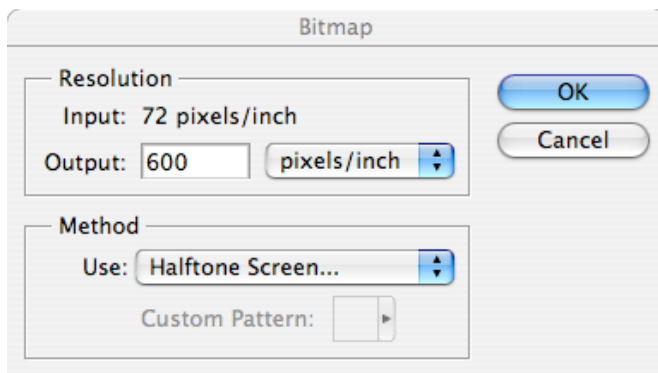 Bitmap
Resolution
Input: 72 pixels/inch
Output: 600 pixels/inch
OK
Cancel
Method
Use: Halftone Screen...
Custom Pattern: